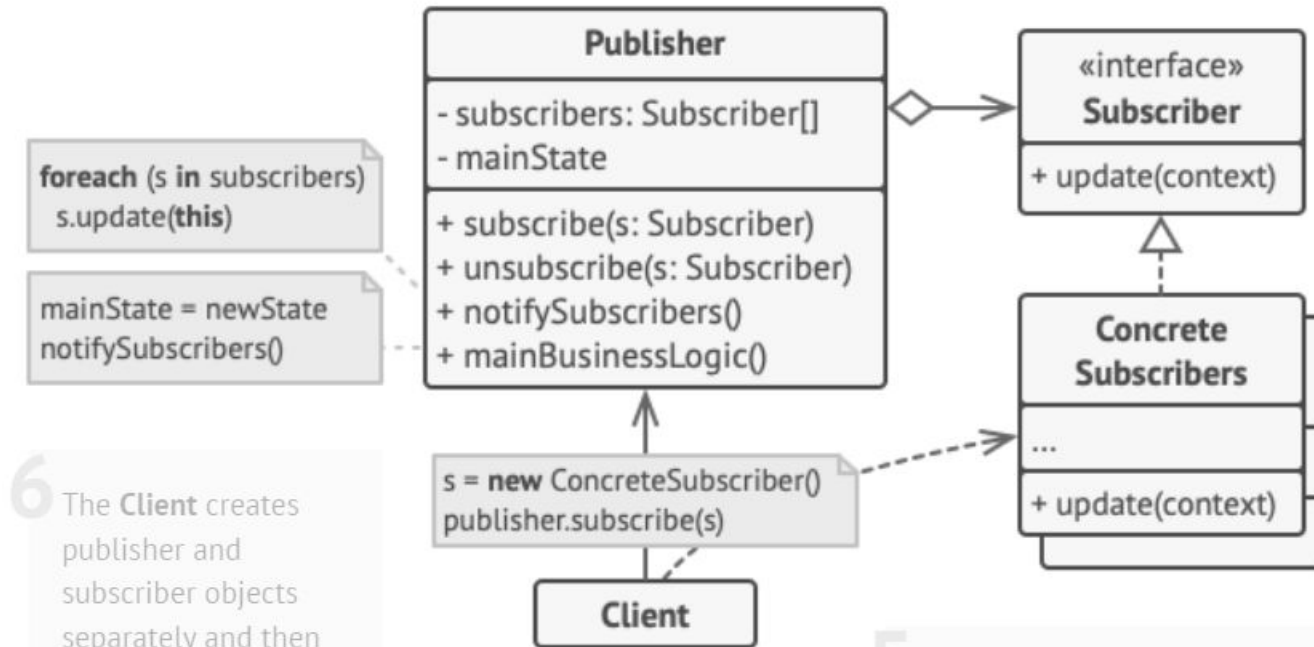 Publisher
- subscribers: Subscriber[]
- mainState
+ subscribe(s: Subscriber)
+ unsubscribe(s: Subscriber)
+ notifySubscribers()
+ mainBusinessLogic()
«interface»
Subscriber
+ update(context)
foreach (s in subscribers)
s.update(this)
mainState = newState
notifySubscribers()
Concrete
Subscribers
...
+ update(context)
s = new ConcreteSubscriber()
publisher.subscribe(s)
Client
6
The Client creates
publisher and
subscriber objects
separately and then